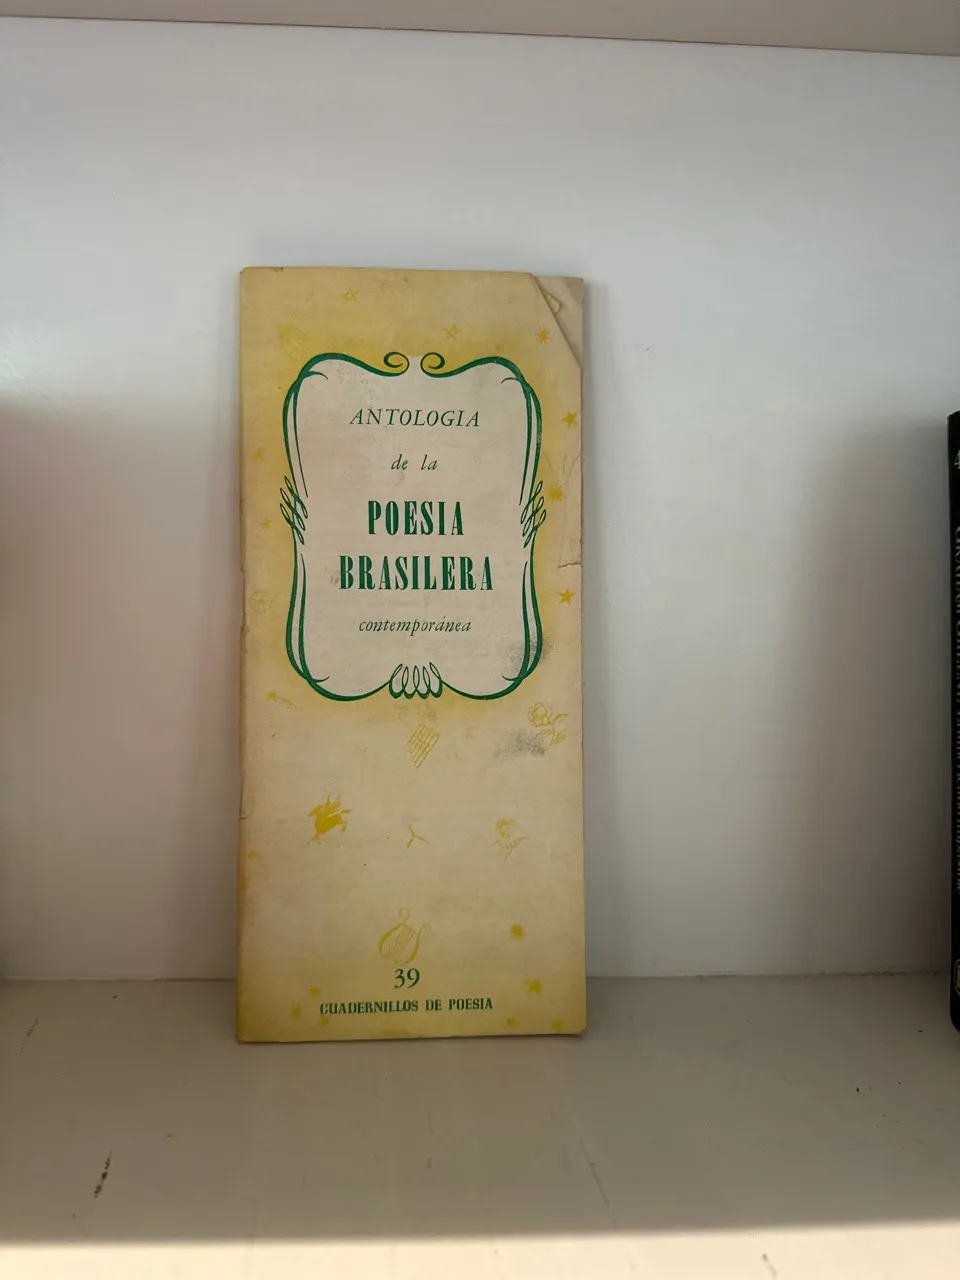 ANTOLOGIA
de la
POESIA
BRASILERA
contemporánea
39
CUADERNILLOS DE POESIA